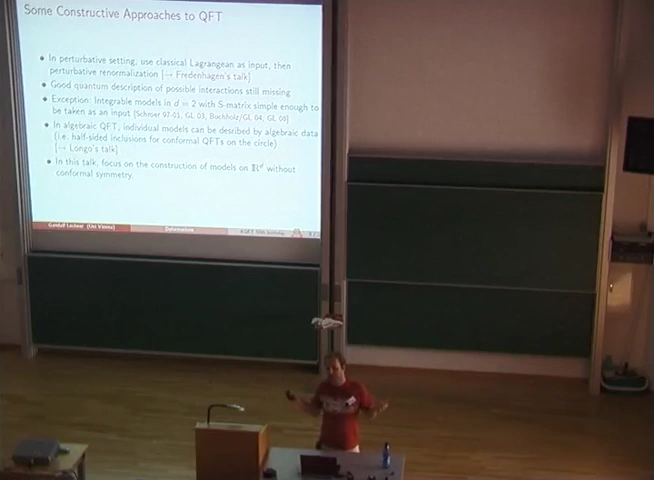 Some Constructive Approaches to QFT
In perturbative setting, use classical Lagrangean as input, then
perturbative renormalization [→ Fredenhagen's talk]
Good quantum description of possible interactions still missing
Exception: Integrable models in d = 2 with S-matrix simple enough to
be taken as an input [Schroer 97-01, GL 03, Buchholz/GL 04, GL 08]
In algebraic QFT, individual models can be desribed by algebraic data
(i.e. half-sided inclusions for conformal QFTs on the circle)
[→ Longo's talk]
In this talk, focus on the construction of models on ℝᵈ without
conformal symmetry.
Gandalf Lechner (Uni Vienna) Deformations